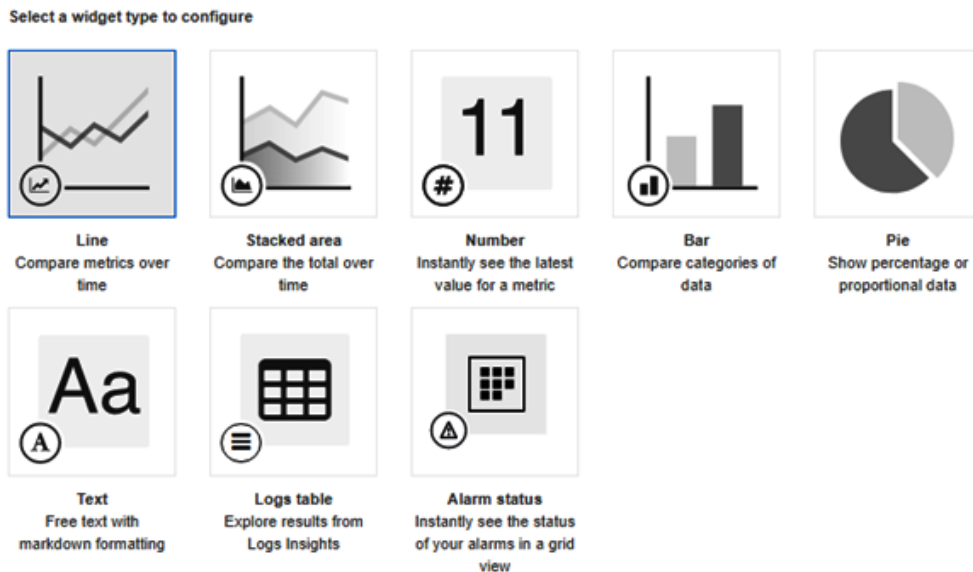 Select a widget type to configure
11
#
Line
Compare metrics over
time
Stacked area
Compare the total over
time
Number
Instantly see the latest
value for a metric
Bar
Compare categories of
data
Pie
Show percentage or
proportional data
Aa
A
Text
Free text with
markdown formatting
Logs table
Explore results from
Logs Insights
Alarm status
Instantly see the status
of your alarms in a grid
view